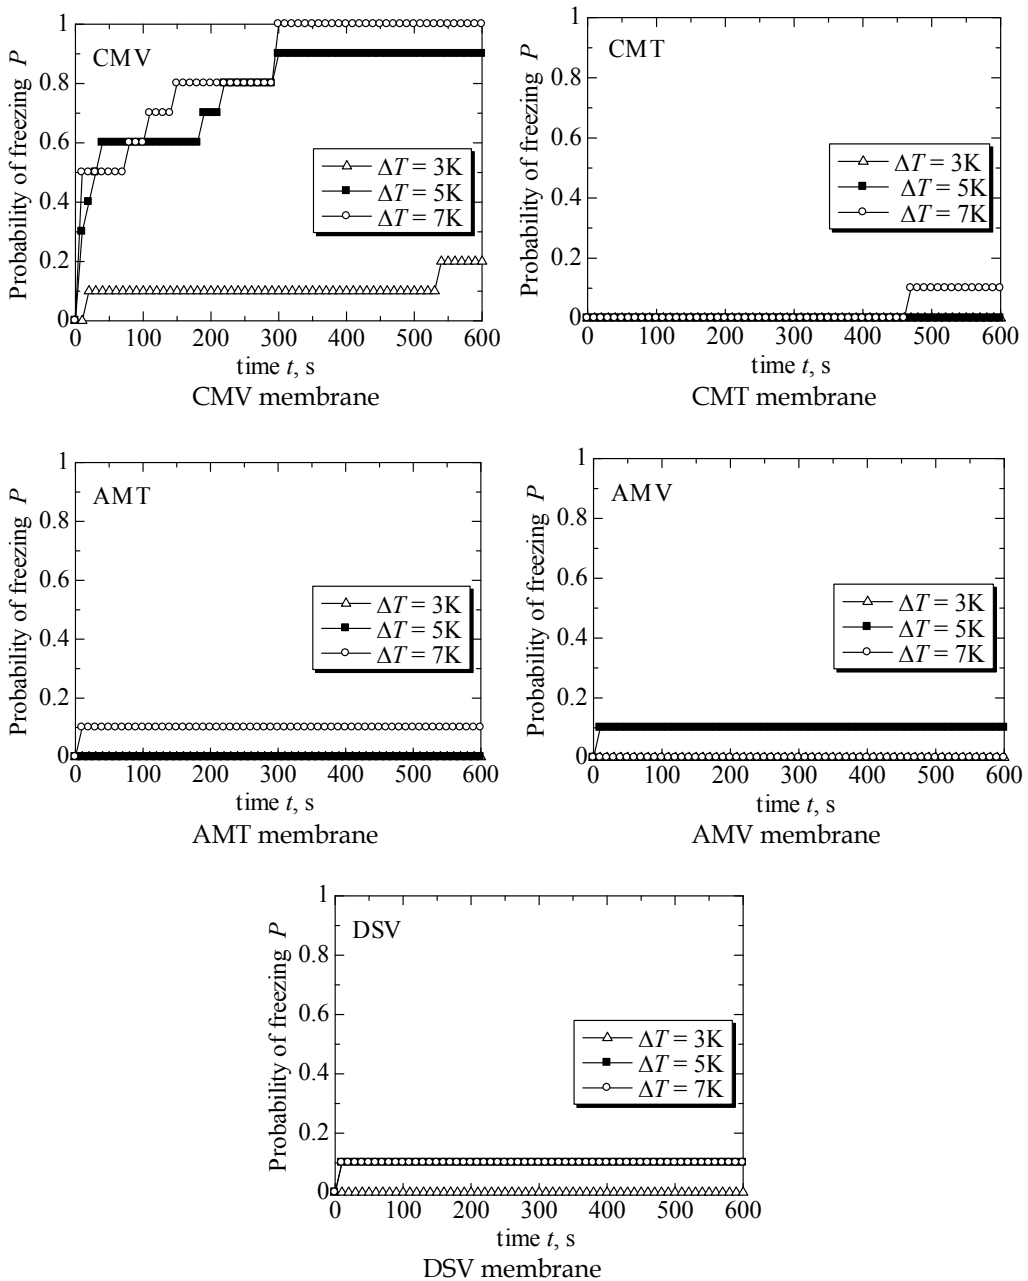 CMV
Probability of freezing P
1
0.8
0.6
0.4
0.2
0
ΔT = 3K
ΔT = 5K
ΔT = 7K
0 100 200 300 400 500 600
time t, s
CMV membrane
CMT
Probability of freezing P
1
0.8
0.6
0.4
0.2
0
ΔT = 3K
ΔT = 5K
ΔT = 7K
0 100 200 300 400 500 600
time t, s
CMT membrane
AMT
Probability of freezing P
1
0.8
0.6
0.4
0.2
0
ΔT = 3K
ΔT = 5K
ΔT = 7K
0 100 200 300 400 500 600
time t, s
AMT membrane
AMV
Probability of freezing P
1
0.8
0.6
0.4
0.2
0
ΔT = 3K
ΔT = 5K
ΔT = 7K
0 100 200 300 400 500 600
time t, s
AMV membrane
DSV
Probability of freezing P
1
0.8
0.6
0.4
0.2
0
ΔT = 3K
ΔT = 5K
ΔT = 7K
0 100 200 300 400 500 600
time t, s
DSV membrane